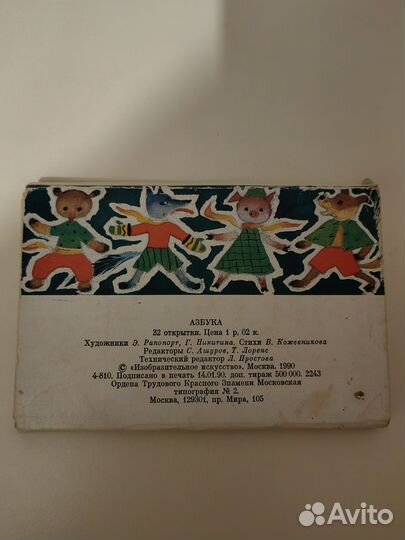 АЗБУКА
32 открытки. Цена 1 р. 02 к.
Художники Э. Рапопорт, Г. Никитина. Стихи В. Кожевникова
Редакторы С. Ашуров, Т. Лоренс
Технический редактор Л. Простова
© «Изобразительное искусство». Москва. 1990
4-810. Подписано в печать 14.01.90. доп. тираж 500 000. 2243
Ордена Трудового Красного Знамени Московская
типография № 2.
Москва, 129301, пр. Мира, 105
Avito